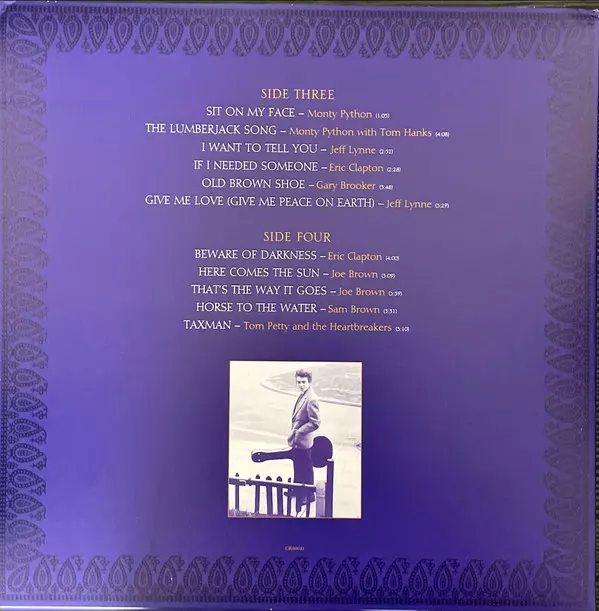 SIDE THREE
SIT ON MY FACE – Monty Python (1:05)
THE LUMBERJACK SONG – Monty Python with Tom Hanks (4:08)
I WANT TO TELL YOU – Jeff Lynne (2:52)
IF I NEEDED SOMEONE – Eric Clapton (2:28)
OLD BROWN SHOE – Gary Brooker (3:48)
GIVE ME LOVE (GIVE ME PEACE ON EARTH) – Jeff Lynne (3:29)
SIDE FOUR
BEWARE OF DARKNESS – Eric Clapton (4:00)
HERE COMES THE SUN – Joe Brown (3:09)
THAT'S THE WAY IT GOES – Joe Brown (3:39)
HORSE TO THE WATER – Sam Brown (3:31)
TAXMAN – Tom Petty and the Heartbreakers (3:10)